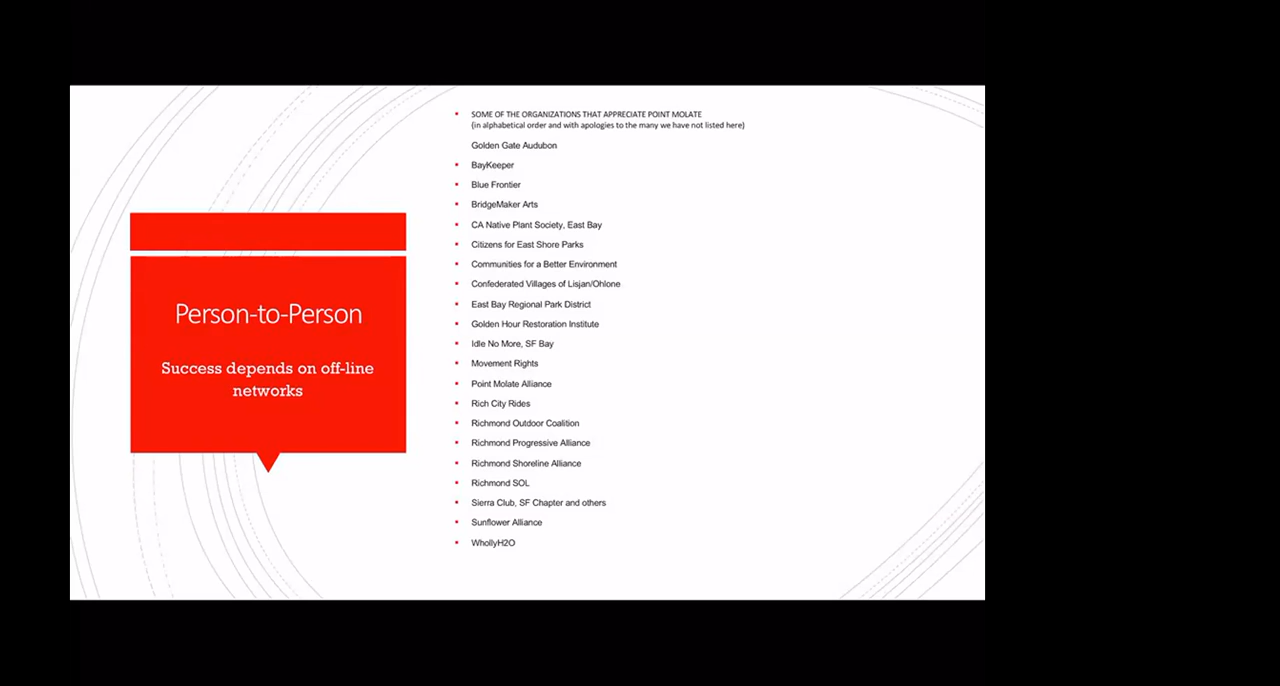 Person-to-Person
Success depends on off-line
networks
SOME OF THE ORGANIZATIONS THAT APPRECIATE POINT MOLATE
(in alphabetical order and with apologies to the many we have not listed here)
Golden Gate Audubon
BayKeeper
Blue Frontier
BridgeMaker Arts
CA Native Plant Society, East Bay
Citizens for East Shore Parks
Communities for a Better Environment
Confederated Villages of Lisjan/Ohlone
East Bay Regional Park District
Golden Hour Restoration Institute
Idle No More, SF Bay
Movement Rights
Point Molate Alliance
Rich City Rides
Richmond Outdoor Coalition
Richmond Progressive Alliance
Richmond Shoreline Alliance
Richmond SOL
Sierra Club, SF Chapter and others
Sunflower Alliance
WhollyH2O